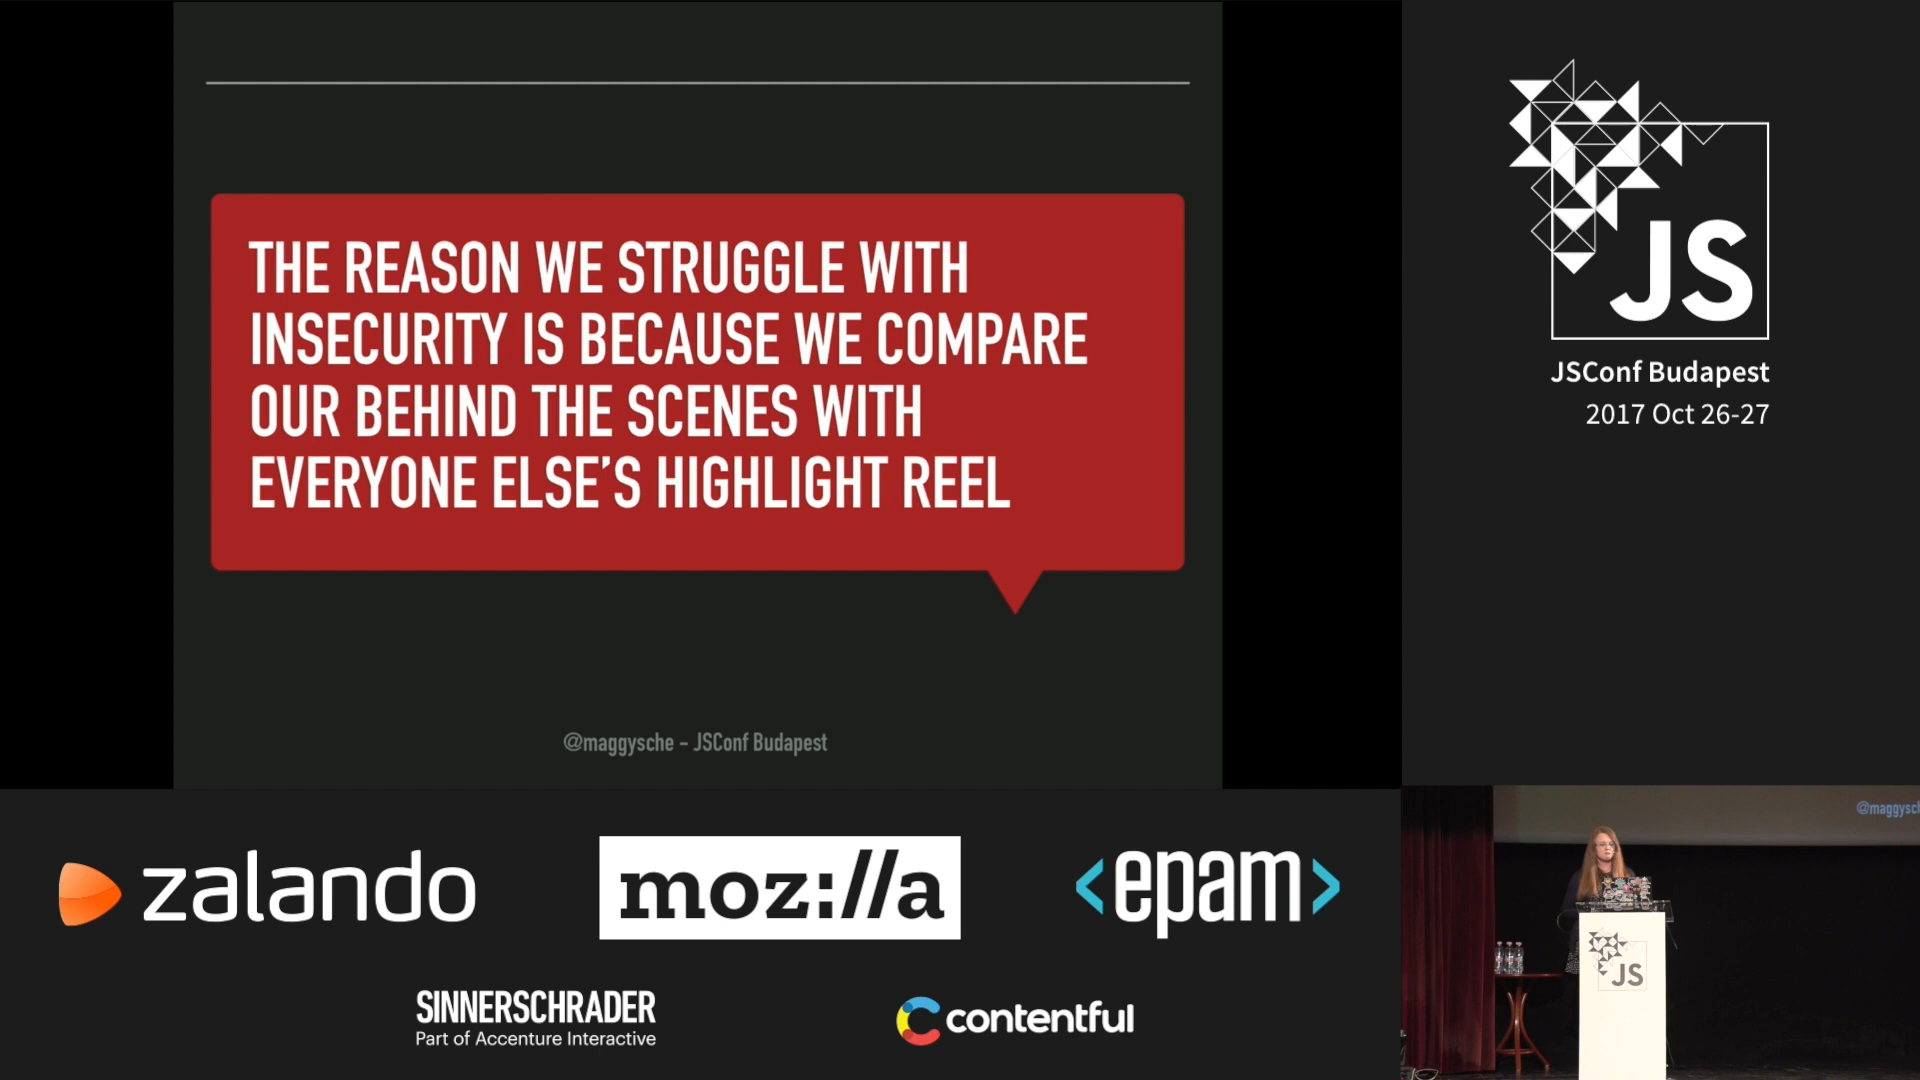 THE REASON WE STRUGGLE WITH
INSECURITY IS BECAUSE WE COMPARE
OUR BEHIND THE SCENES WITH
EVERYONE ELSE'S HIGHLIGHT REEL
@maggysche - JSConf Budapest
JS
JSConf Budapest
2017 Oct 26-27
zalando
moz://a
<epam>
SINNERSCHRADER
Part of Accenture Interactive
contentful
@maggysch
JS